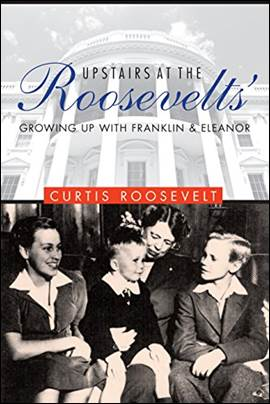 UPSTAIRS AT THE
Roosevelts'
GROWING UP WITH FRANKLIN & ELEANOR
CURTIS ROOSEVELT